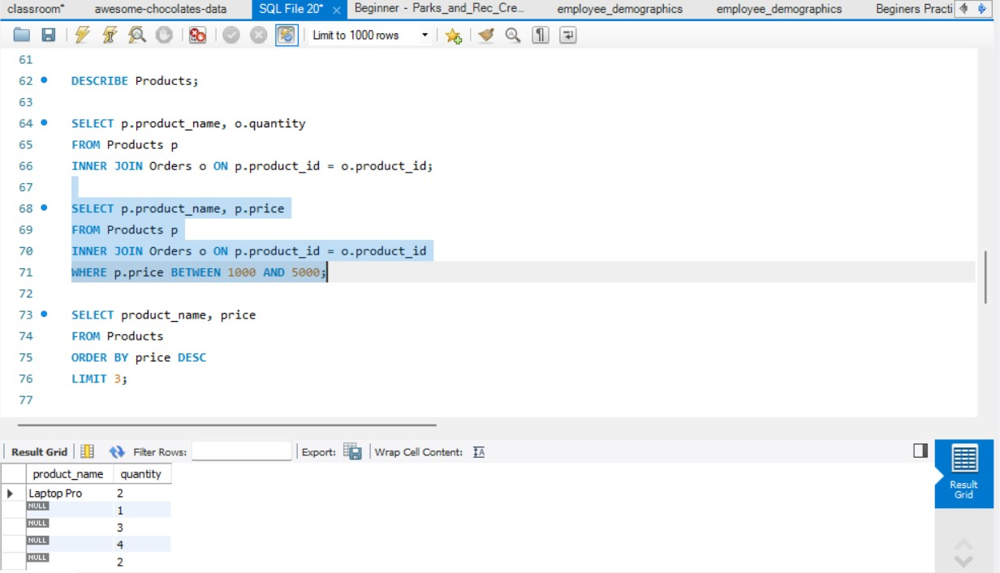 classroom* awesome-chocolates-data SQL File 20* Beginner - Parks_and_Rec_Cre... employee_demographics employee_demographics Beginers Practi
Limit to 1000 rows
61
62 DESCRIBE Products;
63
64 SELECT p.product_name, o.quantity
65 FROM Products p
66 INNER JOIN Orders o ON p.product_id = o.product_id;
67
68 SELECT p.product_name, p.price
69 FROM Products p
70 INNER JOIN Orders o ON p.product_id = o.product_id
71 WHERE p.price BETWEEN 1000 AND 5000;
72
73 SELECT product_name, price
74 FROM Products
75 ORDER BY price DESC
76 LIMIT 3;
77
Result Grid Filter Rows: Export: Wrap Cell Content: IA
product_name quantity
Laptop Pro 2
NULL 1
NULL 3
NULL 4
NULL 2
Result
Grid